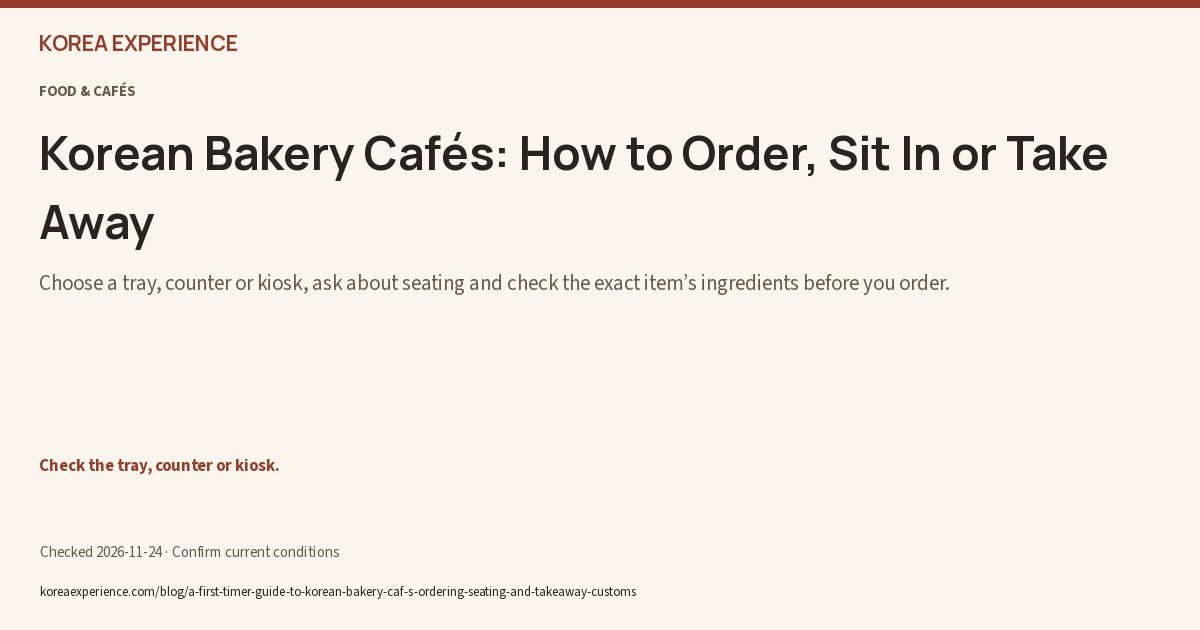 KOREA EXPERIENCE
FOOD & CAFÉS
Korean Bakery Cafés: How to Order, Sit In or Take
Away
Choose a tray, counter or kiosk, ask about seating and check the exact item’s ingredients before you order.
Check the tray, counter or kiosk.
Checked 2026-11-24 · Confirm current conditions
koreaexperience.com/blog/a-first-timer-guide-to-korean-bakery-caf-s-ordering-seating-and-takeaway-customs